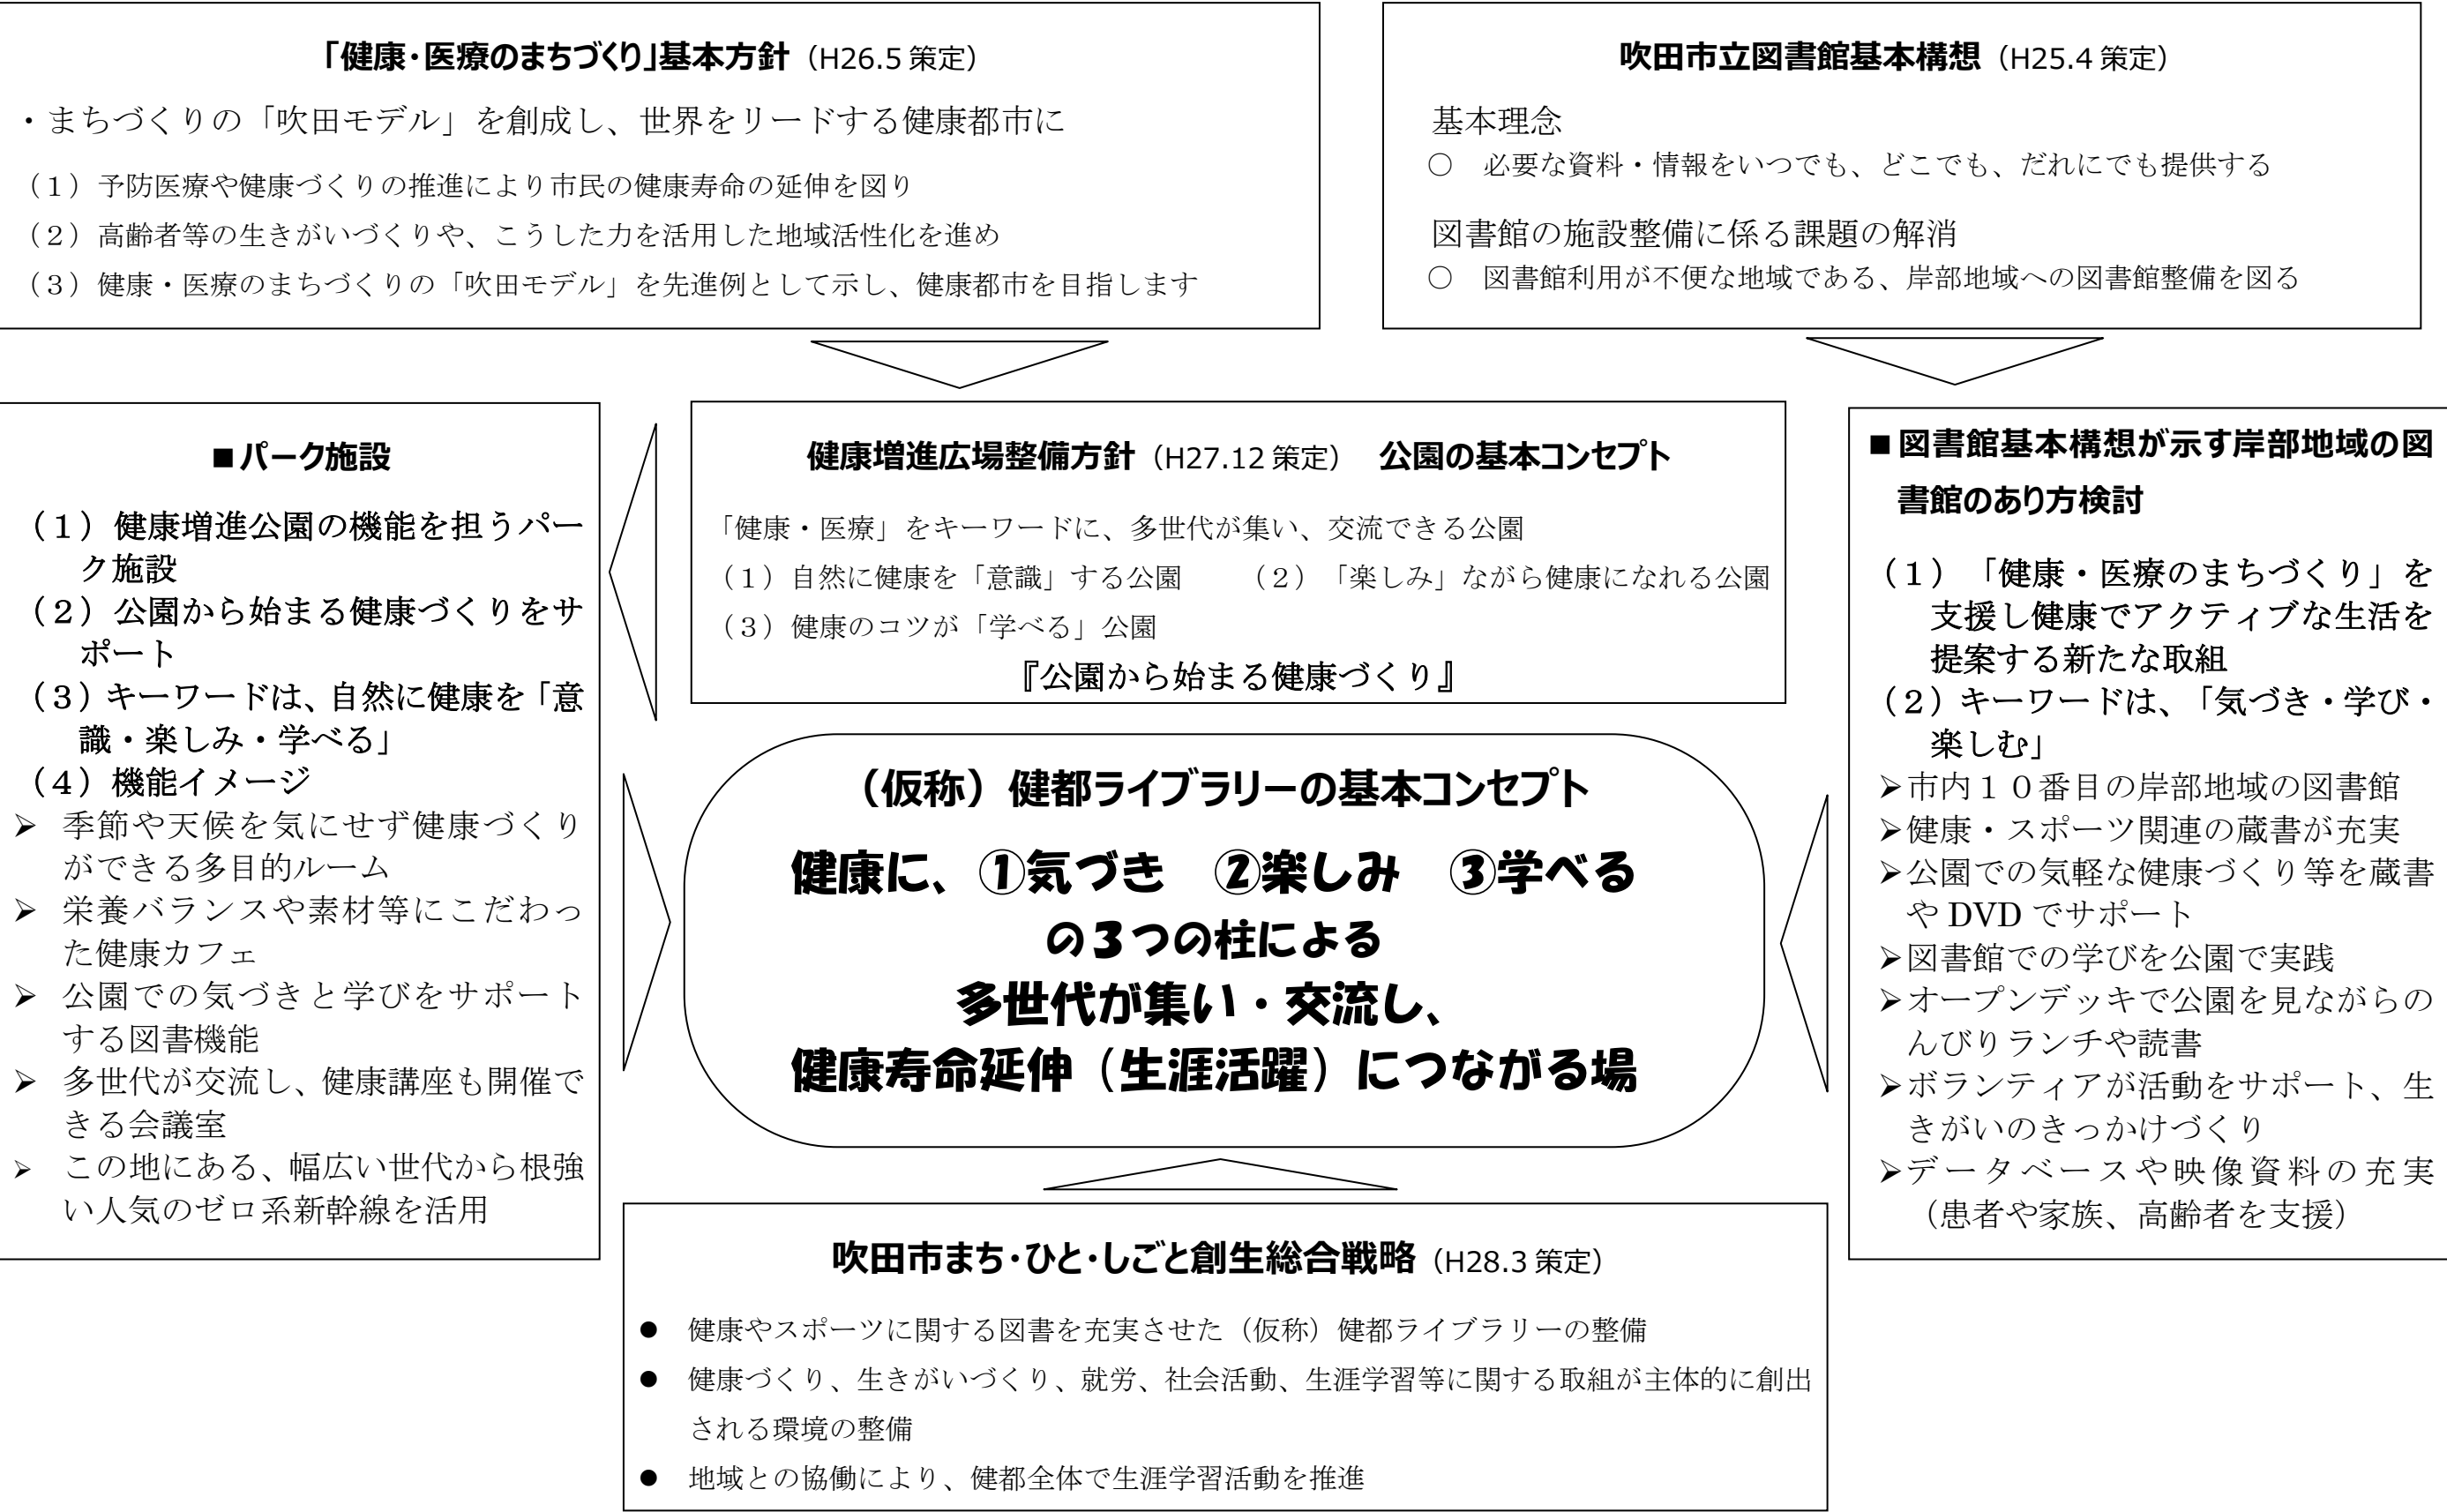 「健康・医療のまちづくり」基本方針（H26.5 策定）
・まちづくりの「吹田モデル」を創成し、世界をリードする健康都市に
（１）予防医療や健康づくりの推進により市民の健康寿命の延伸を図り
（２）高齢者等の生きがいづくりや、こうした力を活用した地域活性化を進め
（３）健康・医療のまちづくりの「吹田モデル」を先進例として示し、健康都市を目指します
吹田市立図書館基本構想（H25.4 策定）
基本理念
○　必要な資料・情報をいつでも、どこでも、だれにでも提供する
図書館の施設整備に係る課題の解消
○　図書館利用が不便な地域である、岸部地域への図書館整備を図る
■パーク施設
（１）健康増進公園の機能を担うパー
ク施設
（２）公園から始まる健康づくりをサ
ポート
（３）キーワードは、自然に健康を「意
識・楽しみ・学べる」
（４）機能イメージ
➢ 季節や天候を気にせず健康づくり
ができる多目的ルーム
➢ 栄養バランスや素材等にこだわっ
た健康カフェ
➢ 公園での気づきと学びをサポート
する図書機能
➢ 多世代が交流し、健康講座も開催で
きる会議室
➢ この地にある、幅広い世代から根強
い人気のゼロ系新幹線を活用
健康増進広場整備方針（H27.12 策定）　公園の基本コンセプト
「健康・医療」をキーワードに、多世代が集い、交流できる公園
（１）自然に健康を「意識」する公園　　（２）「楽しみ」ながら健康になれる公園
（３）健康のコツが「学べる」公園
『公園から始まる健康づくり』
（仮称）健都ライブラリーの基本コンセプト
健康に、①気づき　②楽しみ　③学べる
の３つの柱による
多世代が集い・交流し、
健康寿命延伸（生涯活躍）につながる場
■図書館基本構想が示す岸部地域の図
書館のあり方検討
（１）「健康・医療のまちづくり」を
支援し健康でアクティブな生活を
提案する新たな取組
（２）キーワードは、「気づき・学び・
楽しむ」
➢市内１０番目の岸部地域の図書館
➢健康・スポーツ関連の蔵書が充実
➢公園での気軽な健康づくり等を蔵書
や DVD でサポート
➢図書館での学びを公園で実践
➢オープンデッキで公園を見ながらの
んびりランチや読書
➢ボランティアが活動をサポート、生
きがいのきっかけづくり
➢データベースや映像資料の充実
（患者や家族、高齢者を支援）
吹田市まち・ひと・しごと創生総合戦略（H28.3 策定）
● 健康やスポーツに関する図書を充実させた（仮称）健都ライブラリーの整備
● 健康づくり、生きがいづくり、就労、社会活動、生涯学習等に関する取組が主体的に創出
される環境の整備
● 地域との協働により、健都全体で生涯学習活動を推進